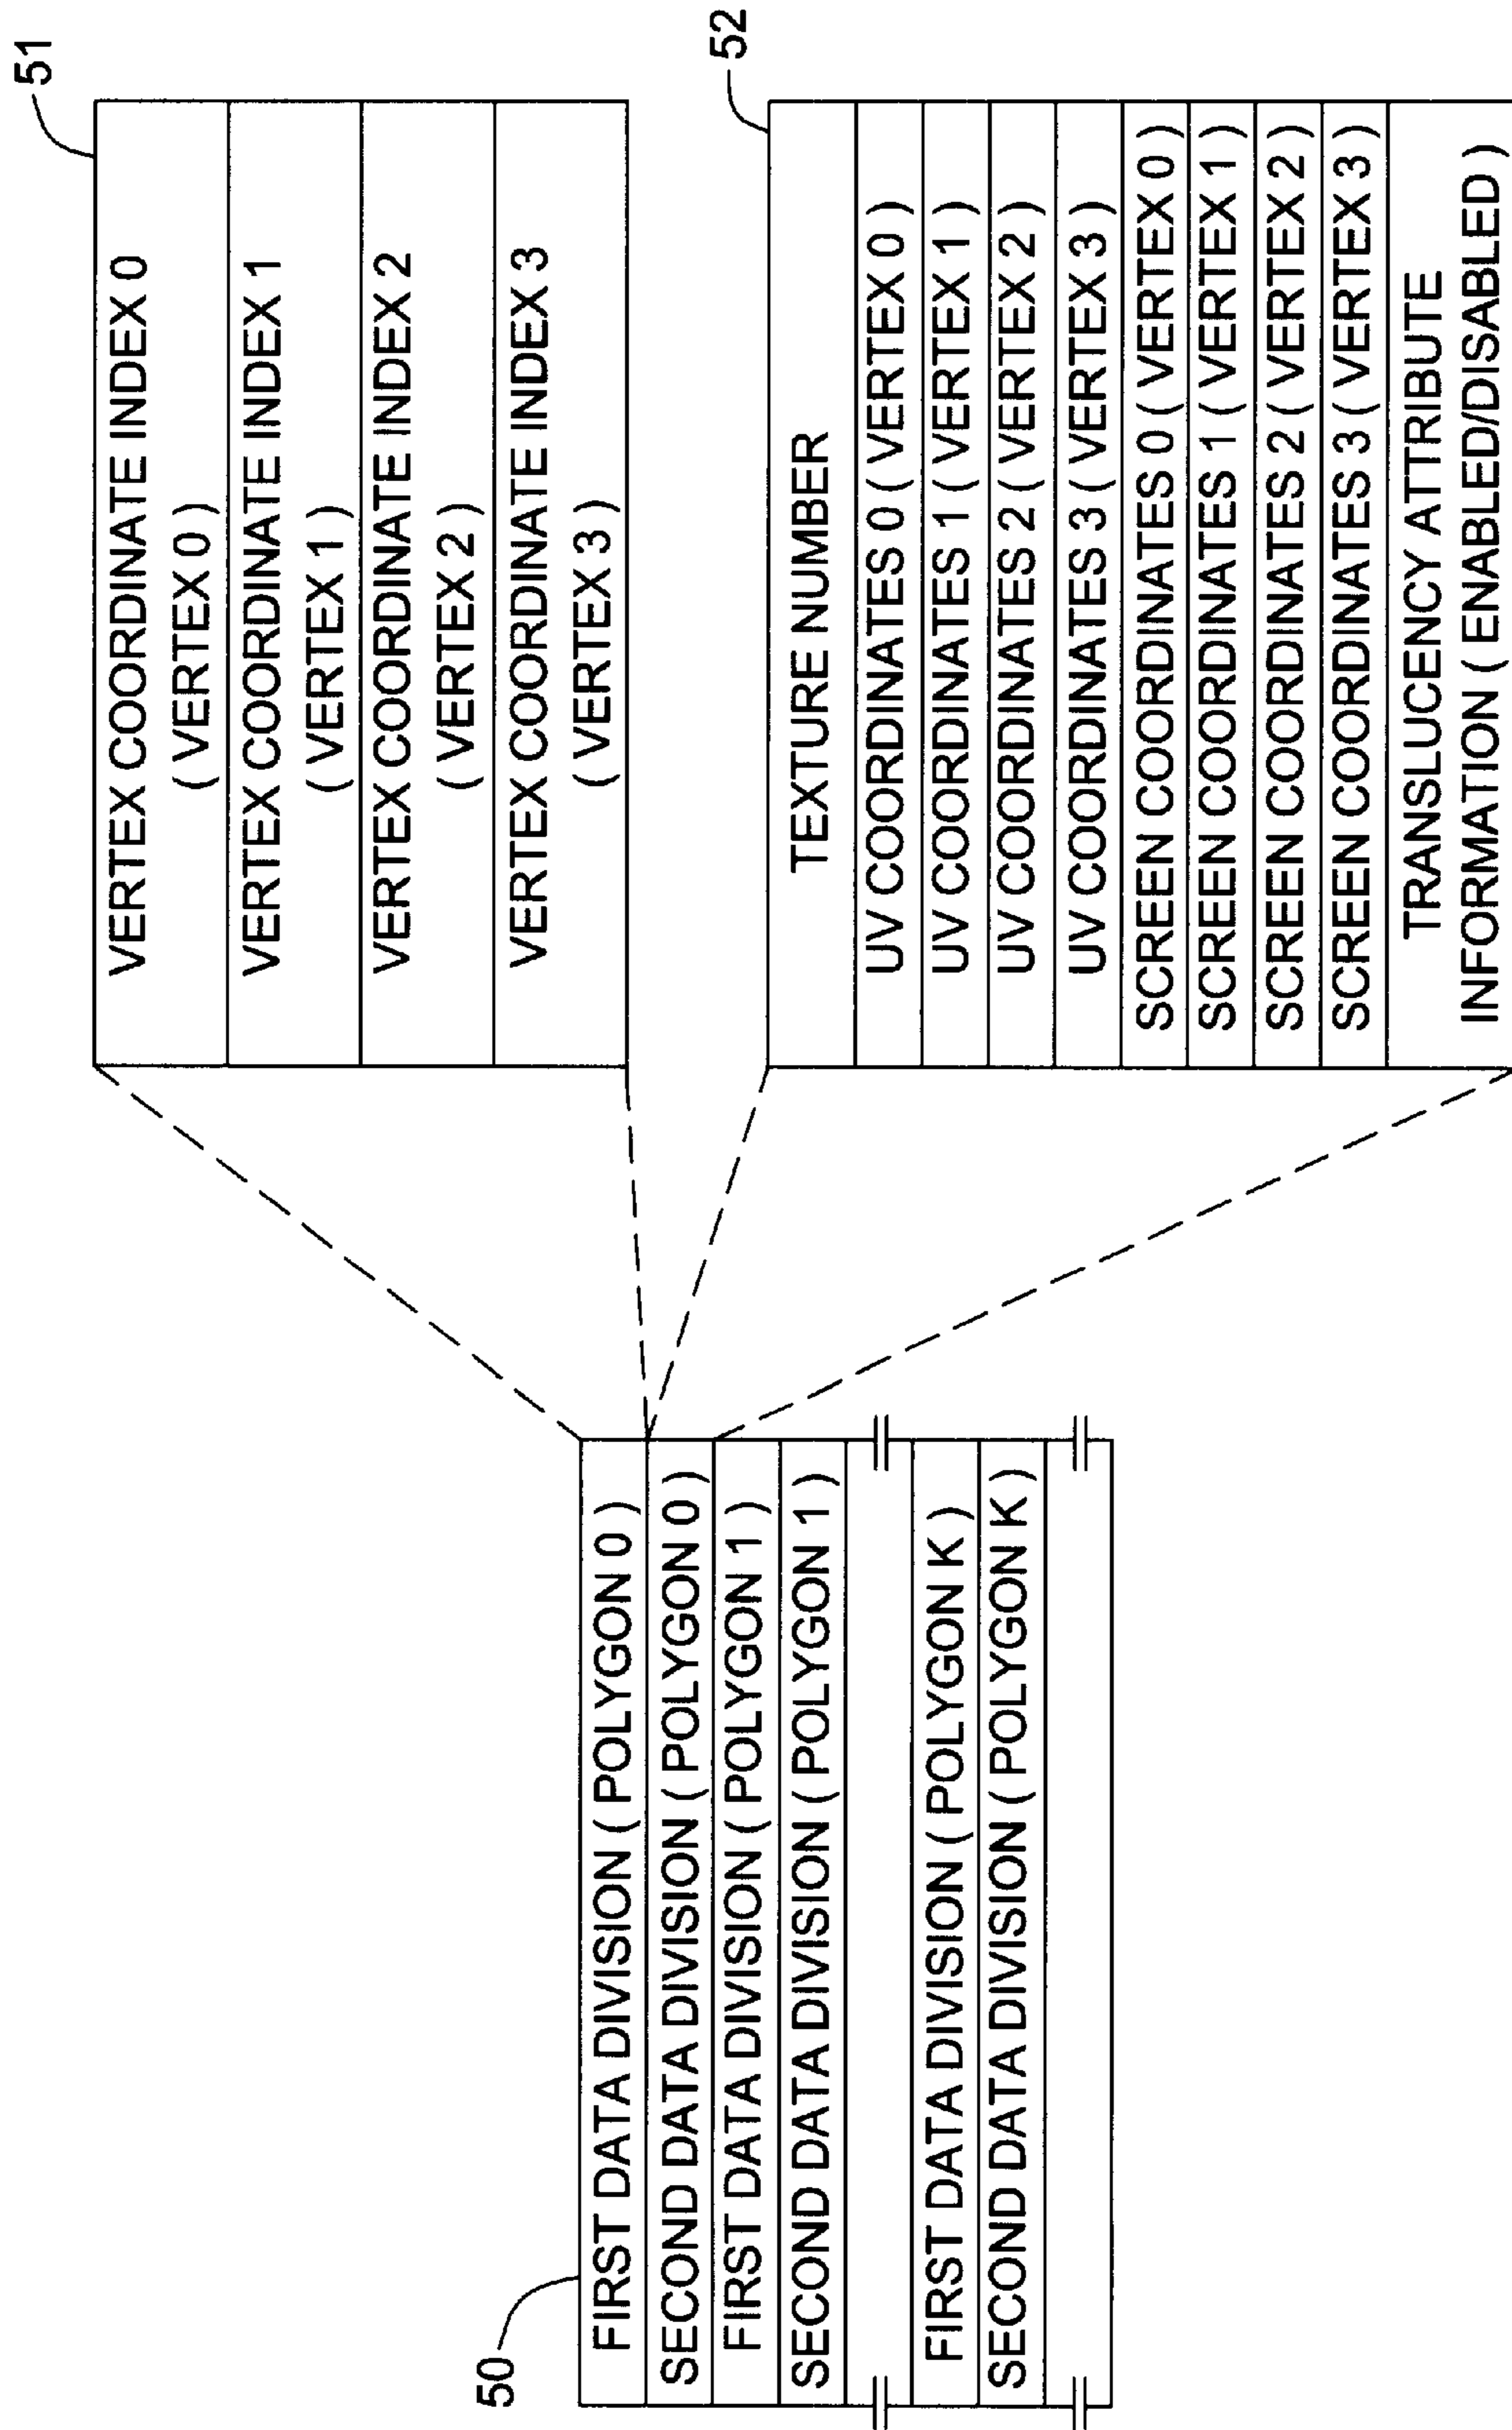 50
FIRST DATA DIVISION ( POLYGON 0 )
SECOND DATA DIVISION ( POLYGON 0 )
FIRST DATA DIVISION ( POLYGON 1 )
SECOND DATA DIVISION ( POLYGON 1 )
FIRST DATA DIVISION ( POLYGON K )
SECOND DATA DIVISION ( POLYGON K )
51
VERTEX COORDINATE INDEX 0
( VERTEX 0 )
VERTEX COORDINATE INDEX 1
( VERTEX 1 )
VERTEX COORDINATE INDEX 2
( VERTEX 2 )
VERTEX COORDINATE INDEX 3
( VERTEX 3 )
52
TEXTURE NUMBER
UV COORDINATES 0 ( VERTEX 0 )
UV COORDINATES 1 ( VERTEX 1 )
UV COORDINATES 2 ( VERTEX 2 )
UV COORDINATES 3 ( VERTEX 3 )
SCREEN COORDINATES 0 ( VERTEX 0 )
SCREEN COORDINATES 1 ( VERTEX 1 )
SCREEN COORDINATES 2 ( VERTEX 2 )
SCREEN COORDINATES 3 ( VERTEX 3 )
TRANSLUCENCY ATTRIBUTE
INFORMATION ( ENABLED/DISABLED )